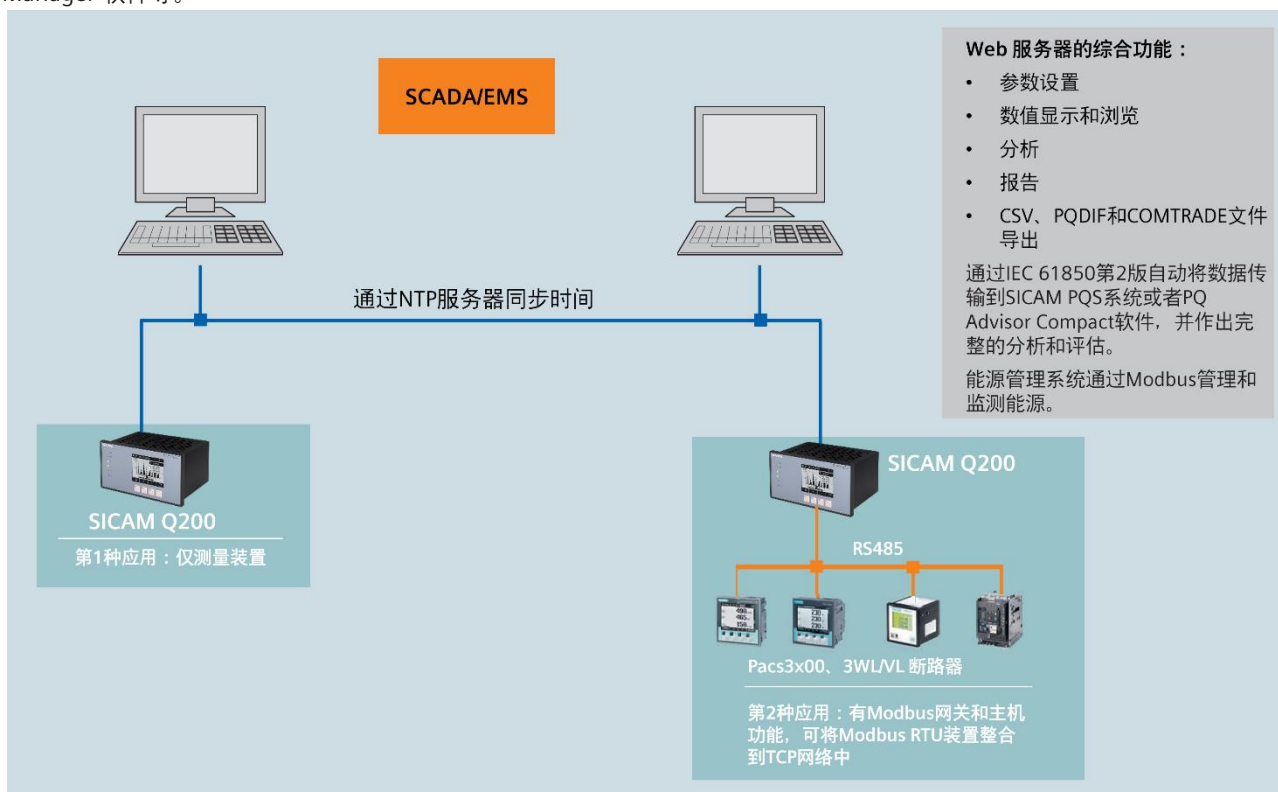 Manager 软件等。
SCADA/EMS
Web 服务器的综合功能：
• 参数设置
• 数值显示和浏览
• 分析
• 报告
• CSV、PQDIF和COMTRADE文件
导出
通过IEC 61850第2版自动将数据传
输到SICAM PQS系统或者PQ
Advisor Compact软件，并作出完
整的分析和评估。
能源管理系统通过Modbus管理和
监测能源。
通过NTP服务器同步时间
SICAM Q200
第1种应用：仅测量装置
SICAM Q200
RS485
Pacs3x00、3WL/VL 断路器
第2种应用：有Modbus网关和主机
功能，可将Modbus RTU装置整合
到TCP网络中